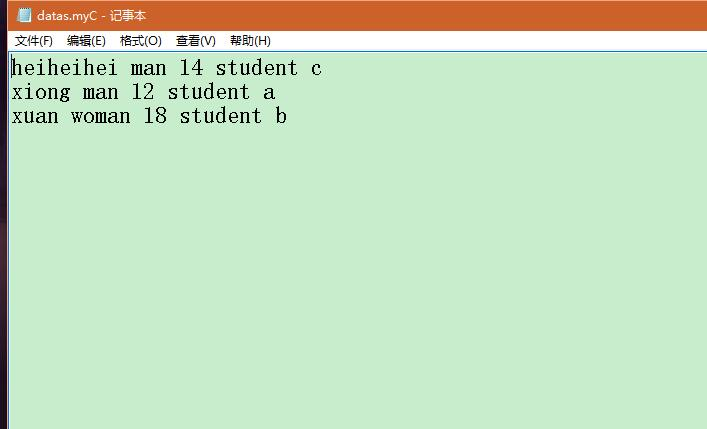 datas.myC - 记事本
文件(F) 编辑(E) 格式(O) 查看(V) 帮助(H)
heiheihei man 14 student c
xiong man 12 student a
xuan woman 18 student b